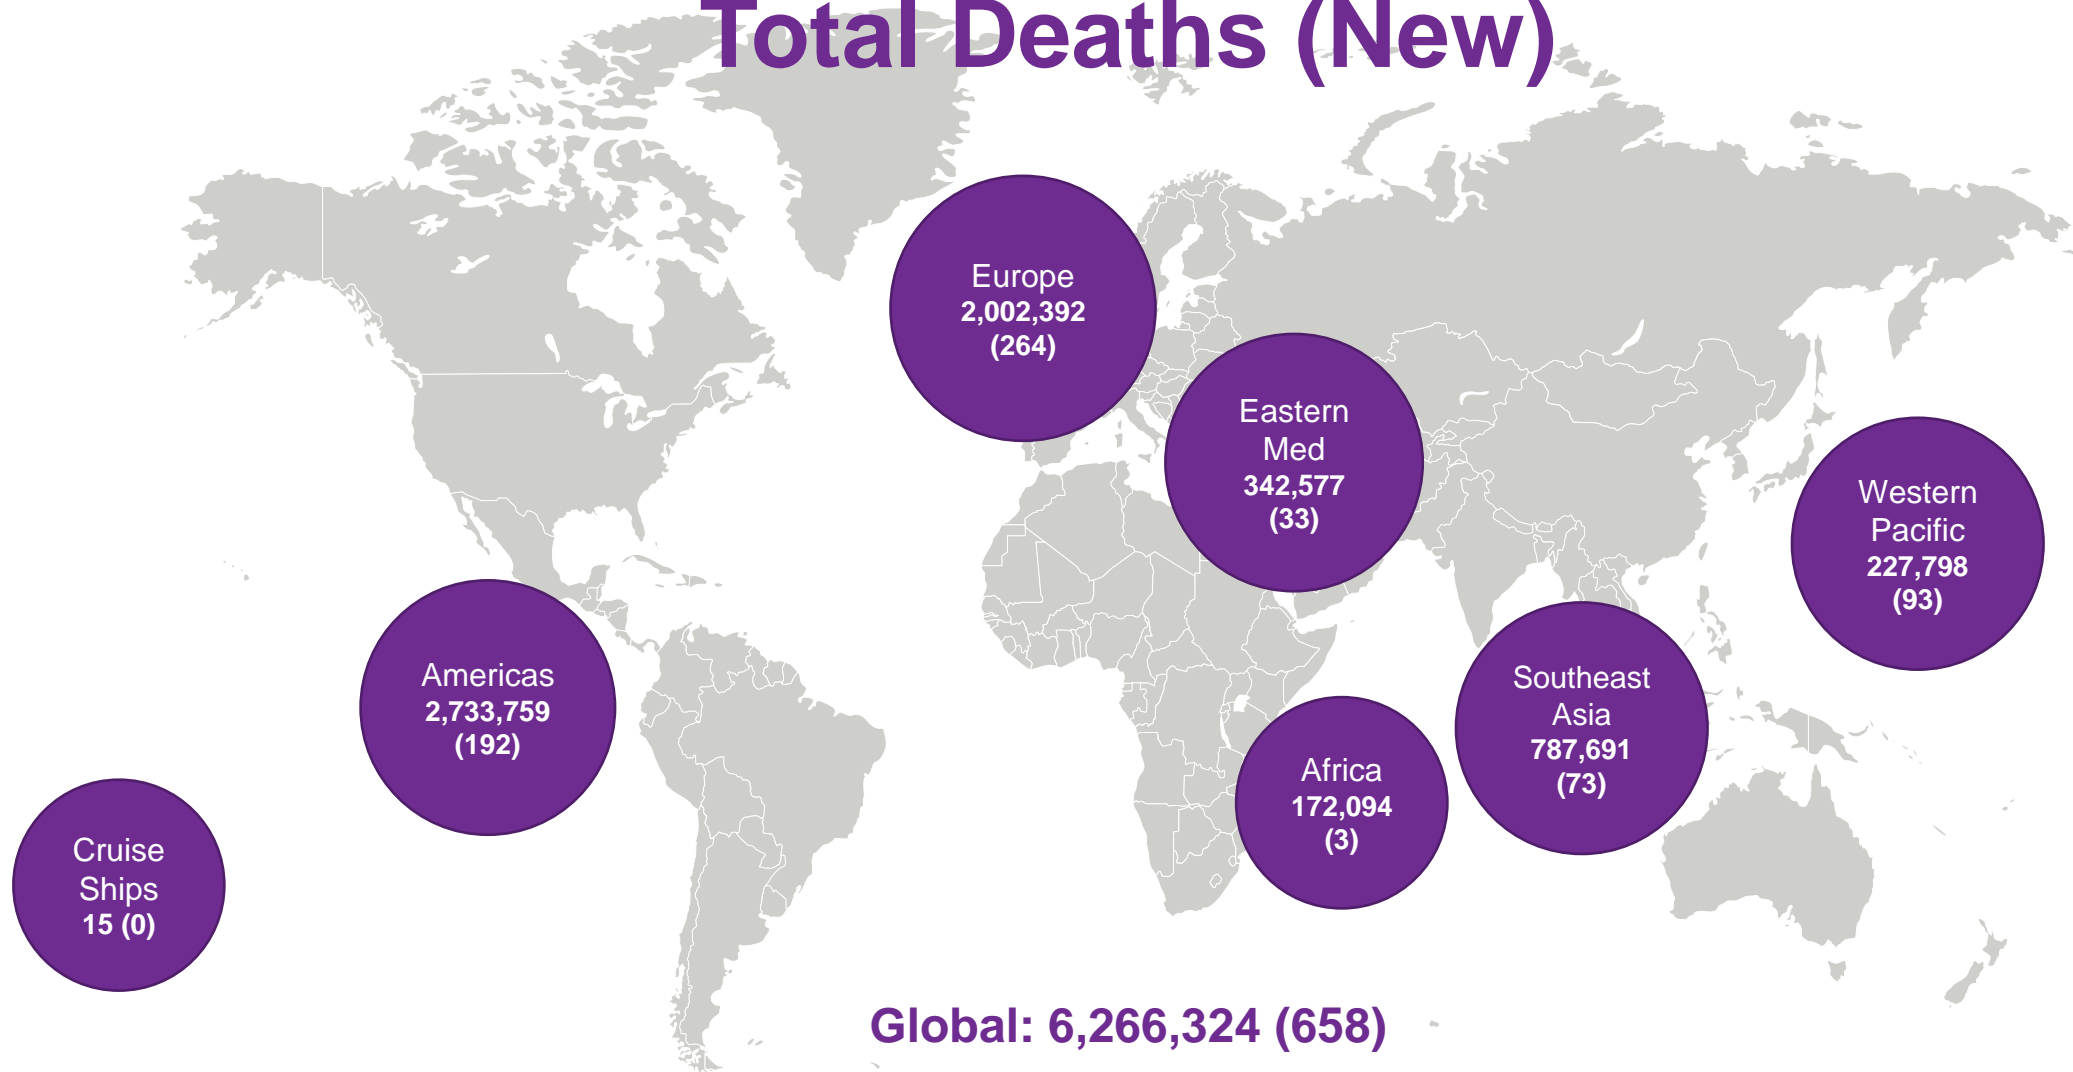 Total Deaths (New)
Europe
2,002,392
(264)
Eastern
Med
342,577
(33)
Western
Pacific
227,798
(93)
Americas
2,733,759
(192)
Southeast
Asia
787,691
(73)
Africa
172,094
(3)
Cruise
Ships
15 (0)
Global: 6,266,324 (658)